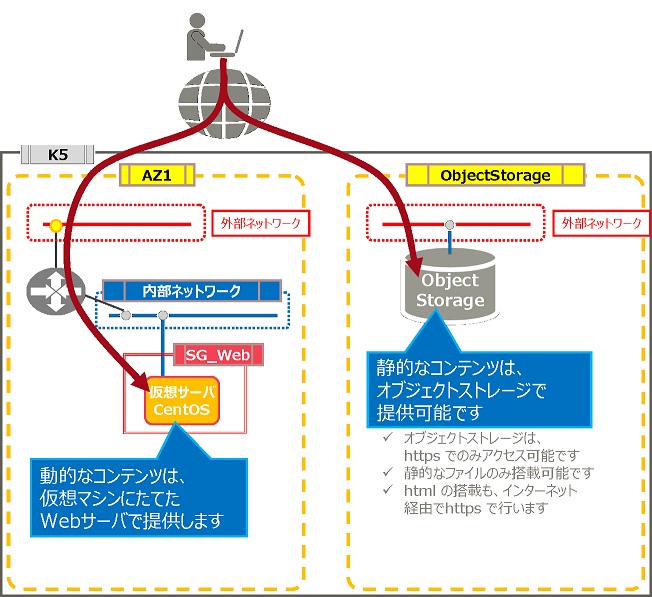 K5
AZ1
ObjectStorage
外部ネットワーク
外部ネットワーク
内部ネットワーク
Object
Storage
SG_Web
仮想サーバ
CentOS
静的なコンテンツは、
オブジェクトストレージで
提供可能です
✓ オブジェクトストレージは、
https でのみアクセス可能です
✓ 静的なファイルのみ搭載可能です
✓ html の搭載も、インターネット
経由でhttps で行います
動的なコンテンツは、
仮想マシンにたてた
Webサーバで提供します